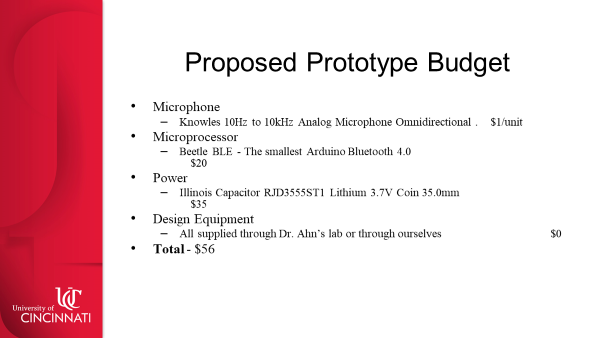 Proposed Prototype Budget
• Microphone
– Knowles 10Hz to 10kHz Analog Microphone Omnidirectional . $1/unit
• Microprocessor
– Beetle BLE - The smallest Arduino Bluetooth 4.0
$20
• Power
– Illinois Capacitor RJD3555ST1 Lithium 3.7V Coin 35.0mm
$35
• Design Equipment
– All supplied through Dr. Ahn’s lab or through ourselves $0
• Total - $56
UC
University of
CINCINNATI